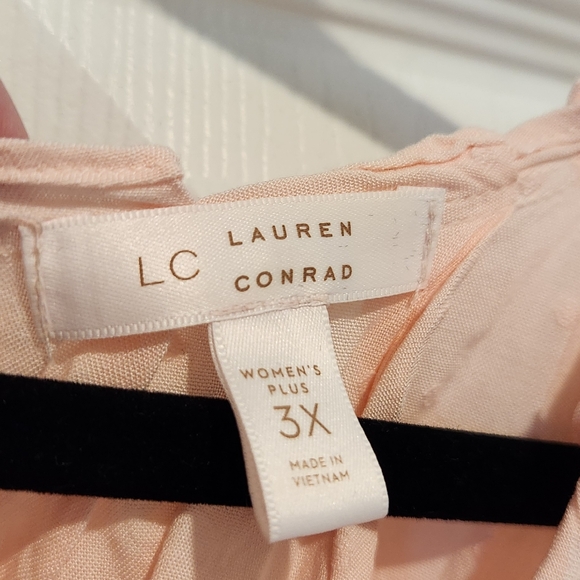 LC LAUREN
CONRAD
WOMEN'S
PLUS
3X
MADE IN
VIETNAM